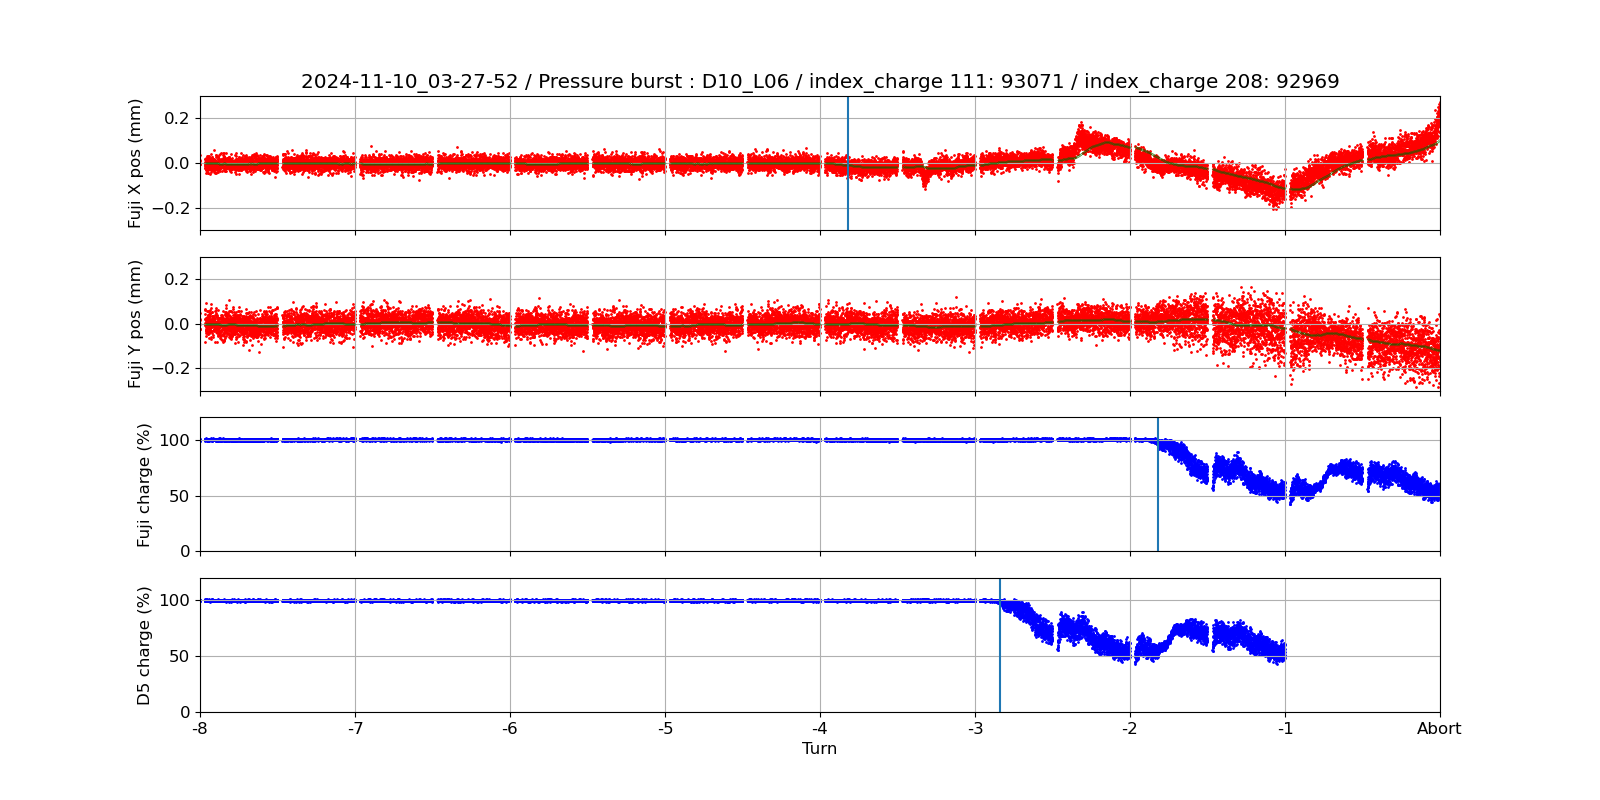 2024-11-10_03-27-52 / Pressure burst : D10_L06 / index_charge 111: 93071 / index_charge 208: 92969
Fuji X pos (mm)
0.2
0.0
−0.2
Fuji Y pos (mm)
0.2
0.0
−0.2
Fuji charge (%)
100
50
0
D5 charge (%)
100
50
0
-8 -7 -6 -5 -4 -3 -2 -1 Abort
Turn